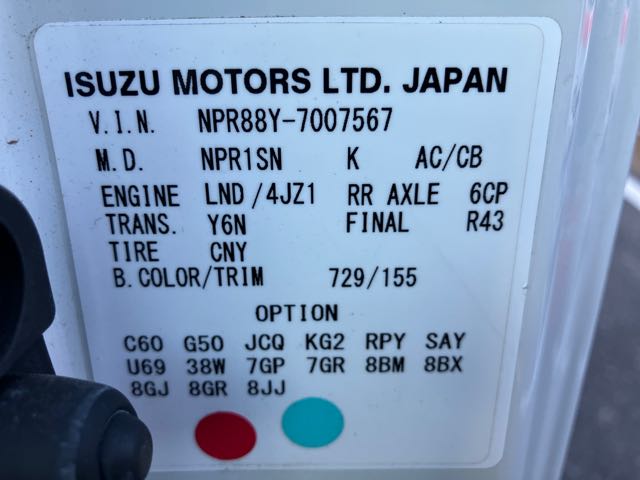 ISUZU MOTORS LTD. JAPAN
V.I.N. NPR88Y-7007567
M.D. NPR1SN K AC/CB
ENGINE LND/4JZ1 RR AXLE 6CP
TRANS. Y6N FINAL R43
TIRE CNY
B.COLOR/TRIM 729/155
OPTION
C60 G50 JCQ KG2 RPY SAY
U69 38W 7GP 7GR 8BM 8BX
8GJ 8GR 8JJ